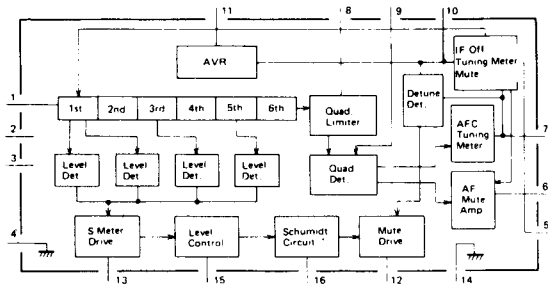 11
8
9
10
AVR
IF Off
Tuning Meter
Mute
Detune
Det.
1
1st 2nd 3rd 4th 5th 6th
Quad.
Limiter
AFC
Tuning
Meter
7
2
3
Level
Det
Level
Det.
Level
Det.
Level
Det.
Quad
Det.
AF
Mute
Amp
6
5
4
S Meter
Drive
Level
Control
Schumidt
Circuit
Mute
Drive
13
15
16
12
14